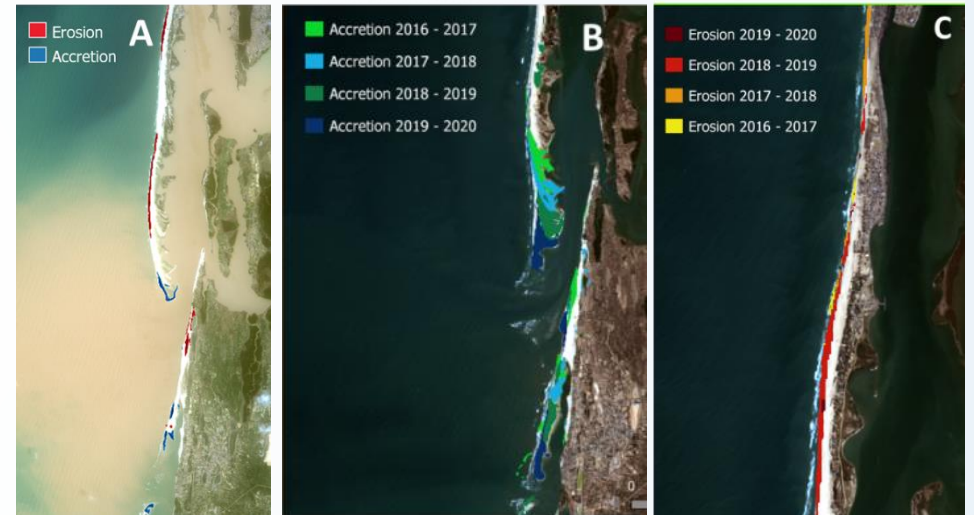 A
Erosion
Accretion
B
Accretion 2016 - 2017
Accretion 2017 - 2018
Accretion 2018 - 2019
Accretion 2019 - 2020
0
C
Erosion 2019 - 2020
Erosion 2018 - 2019
Erosion 2017 - 2018
Erosion 2016 - 2017